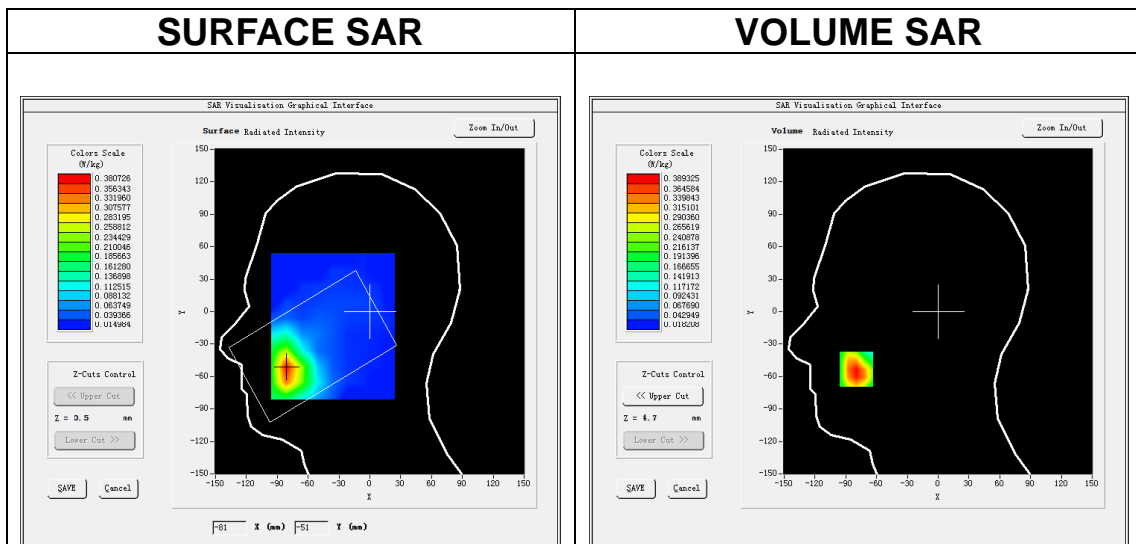 SURFACE SAR
VOLUME SAR
SAR Visualisation Graphical Interface
Surface Radiated Intensity
Zoom In/Out
Colors Scale
(W/kg)
0.380726
0.356343
0.331960
0.307577
0.283195
0.258812
0.234429
0.210046
0.185663
0.161280
0.136898
0.112515
0.088132
0.063749
0.039366
0.014984
Z-Cuts Control
<< Upper Cut
Z = 3.5 mm
Lower Cut >>
SAVE Cancel
150
120
90
60
30
0
-30
-60
-90
-120
-150
Y
-150 -120 -90 -60 -30 0 30 60 90 120 150
X
-81 X (mm) -51 Y (mm)
SAR Visualisation Graphical Interface
Volume Radiated Intensity
Zoom In/Out
Colors Scale
(W/kg)
0.389325
0.364584
0.339843
0.315101
0.290360
0.265619
0.240878
0.216137
0.191396
0.166655
0.141913
0.117172
0.092431
0.067690
0.042949
0.018208
Z-Cuts Control
<< Upper Cut
Z = 4.7 mm
Lower Cut >>
SAVE Cancel
150
120
90
60
30
0
-30
-60
-90
-120
-150
Y
-150 -120 -90 -60 -30 0 30 60 90 120 150
X